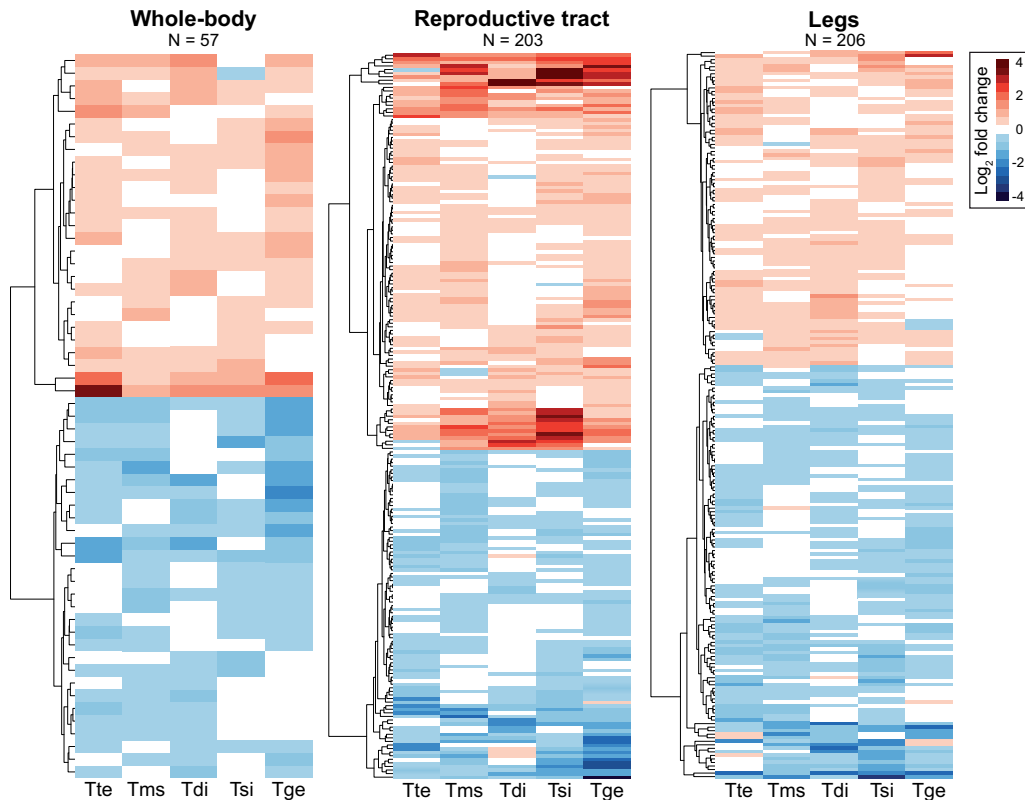 Whole-body
N = 57
Reproductive tract
N = 203
Legs
N = 206
4
2
0
-2
-4
Log2 fold change
Tte Tms Tdi Tsi Tge
Tte Tms Tdi Tsi Tge
Tte Tms Tdi Tsi Tge